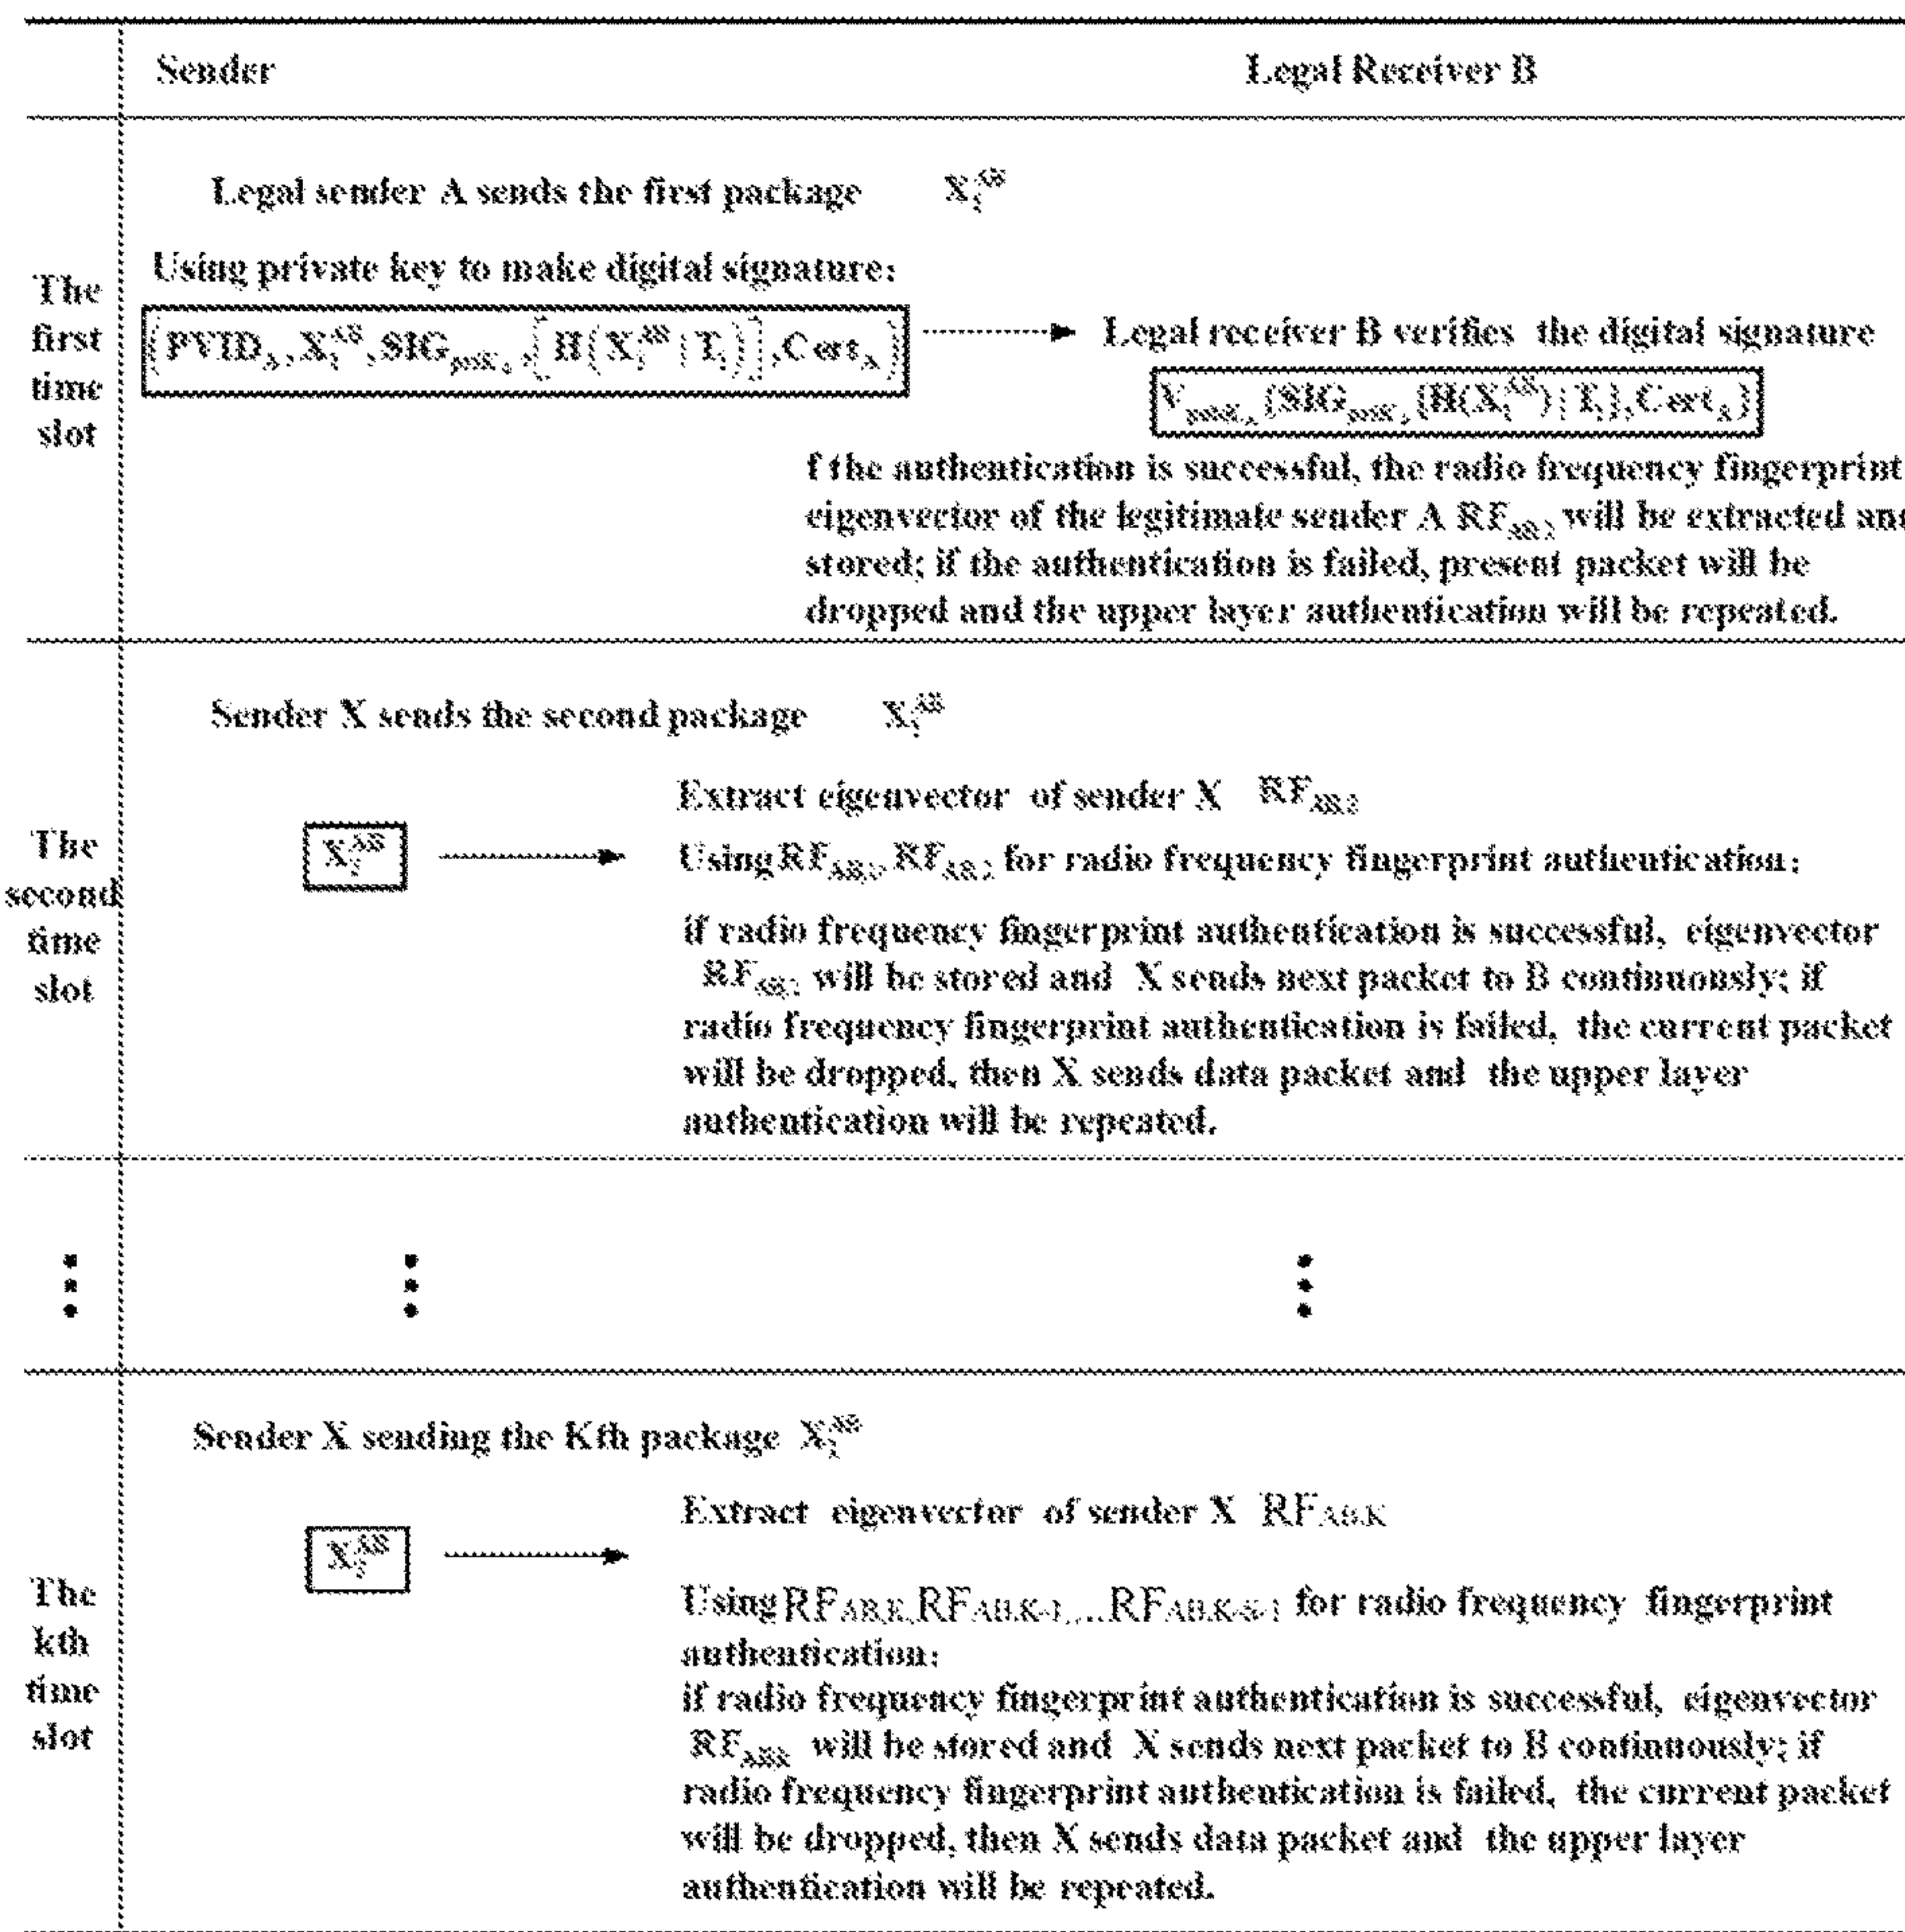 Sender Legal Receiver B
The first time slot
Legal sender A sends the first package X₁^AB
Using private key to make digital signature:
Legal receiver B verifies the digital signature
f the authentication is successful, the radio frequency fingerprint
eigenvector of the legitimate sender A will be extracted and
stored; if the authentication is failed, present packet will be
dropped and the upper layer authentication will be repeated.
The second time slot
Sender X sends the second package
Extract eigenvector of sender X
Using for radio frequency fingerprint authentication:
if radio frequency fingerprint authentication is successful, eigenvector
will be stored and X sends next packet to B continuously; if
radio frequency fingerprint authentication is failed, the current packet
will be dropped, then X sends data packet and the upper layer
authentication will be repeated.
The kth time slot
Sender X sending the Kth package
Extract eigenvector of sender X RF_AB,K
Using for radio frequency fingerprint
authentication:
if radio frequency fingerprint authentication is successful, eigenvector
will be stored and X sends next packet to B continuously; if
radio frequency fingerprint authentication is failed, the current packet
will be dropped, then X sends data packet and the upper layer
authentication will be repeated.